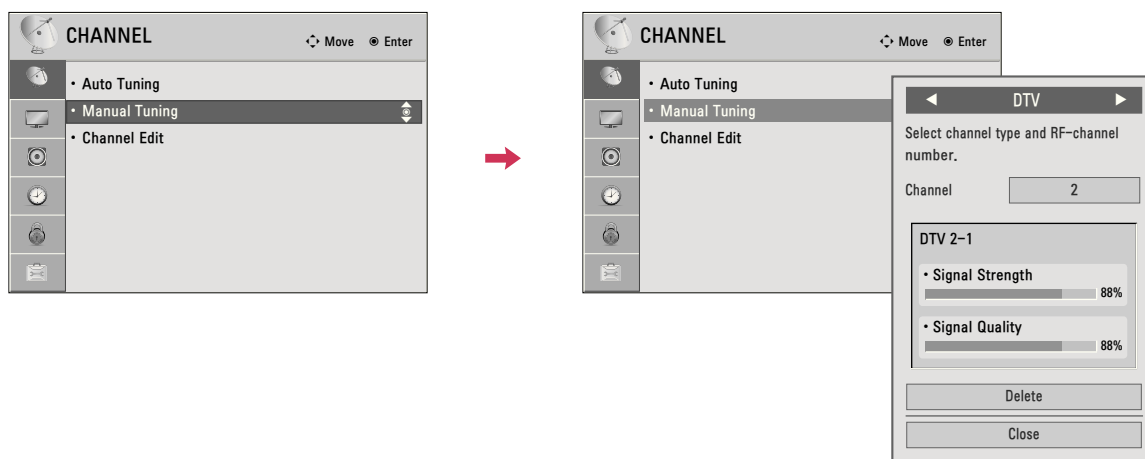 CHANNEL
Move Enter
• Auto Tuning
• Manual Tuning
• Channel Edit
CHANNEL
Move Enter
• Auto Tuning
• Manual Tuning
• Channel Edit
DTV
Select channel type and RF-channel
number.
Channel 2
DTV 2-1
• Signal Strength
88%
• Signal Quality
88%
Delete
Close